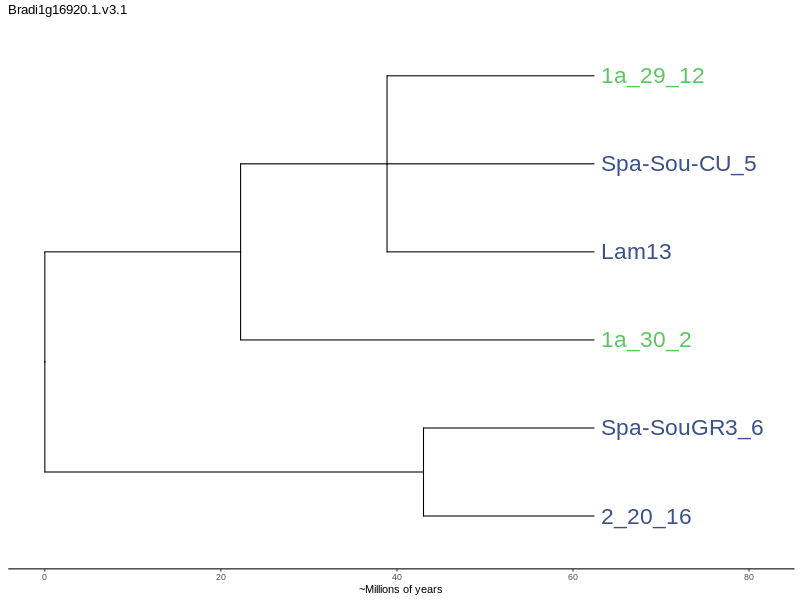 Bradi1g16920.1.v3.1
1a_29_12
Spa-Sou-CU_5
Lam13
1a_30_2
Spa-SouGR3_6
2_20_16
0 20 40 60 80
~Millions of years